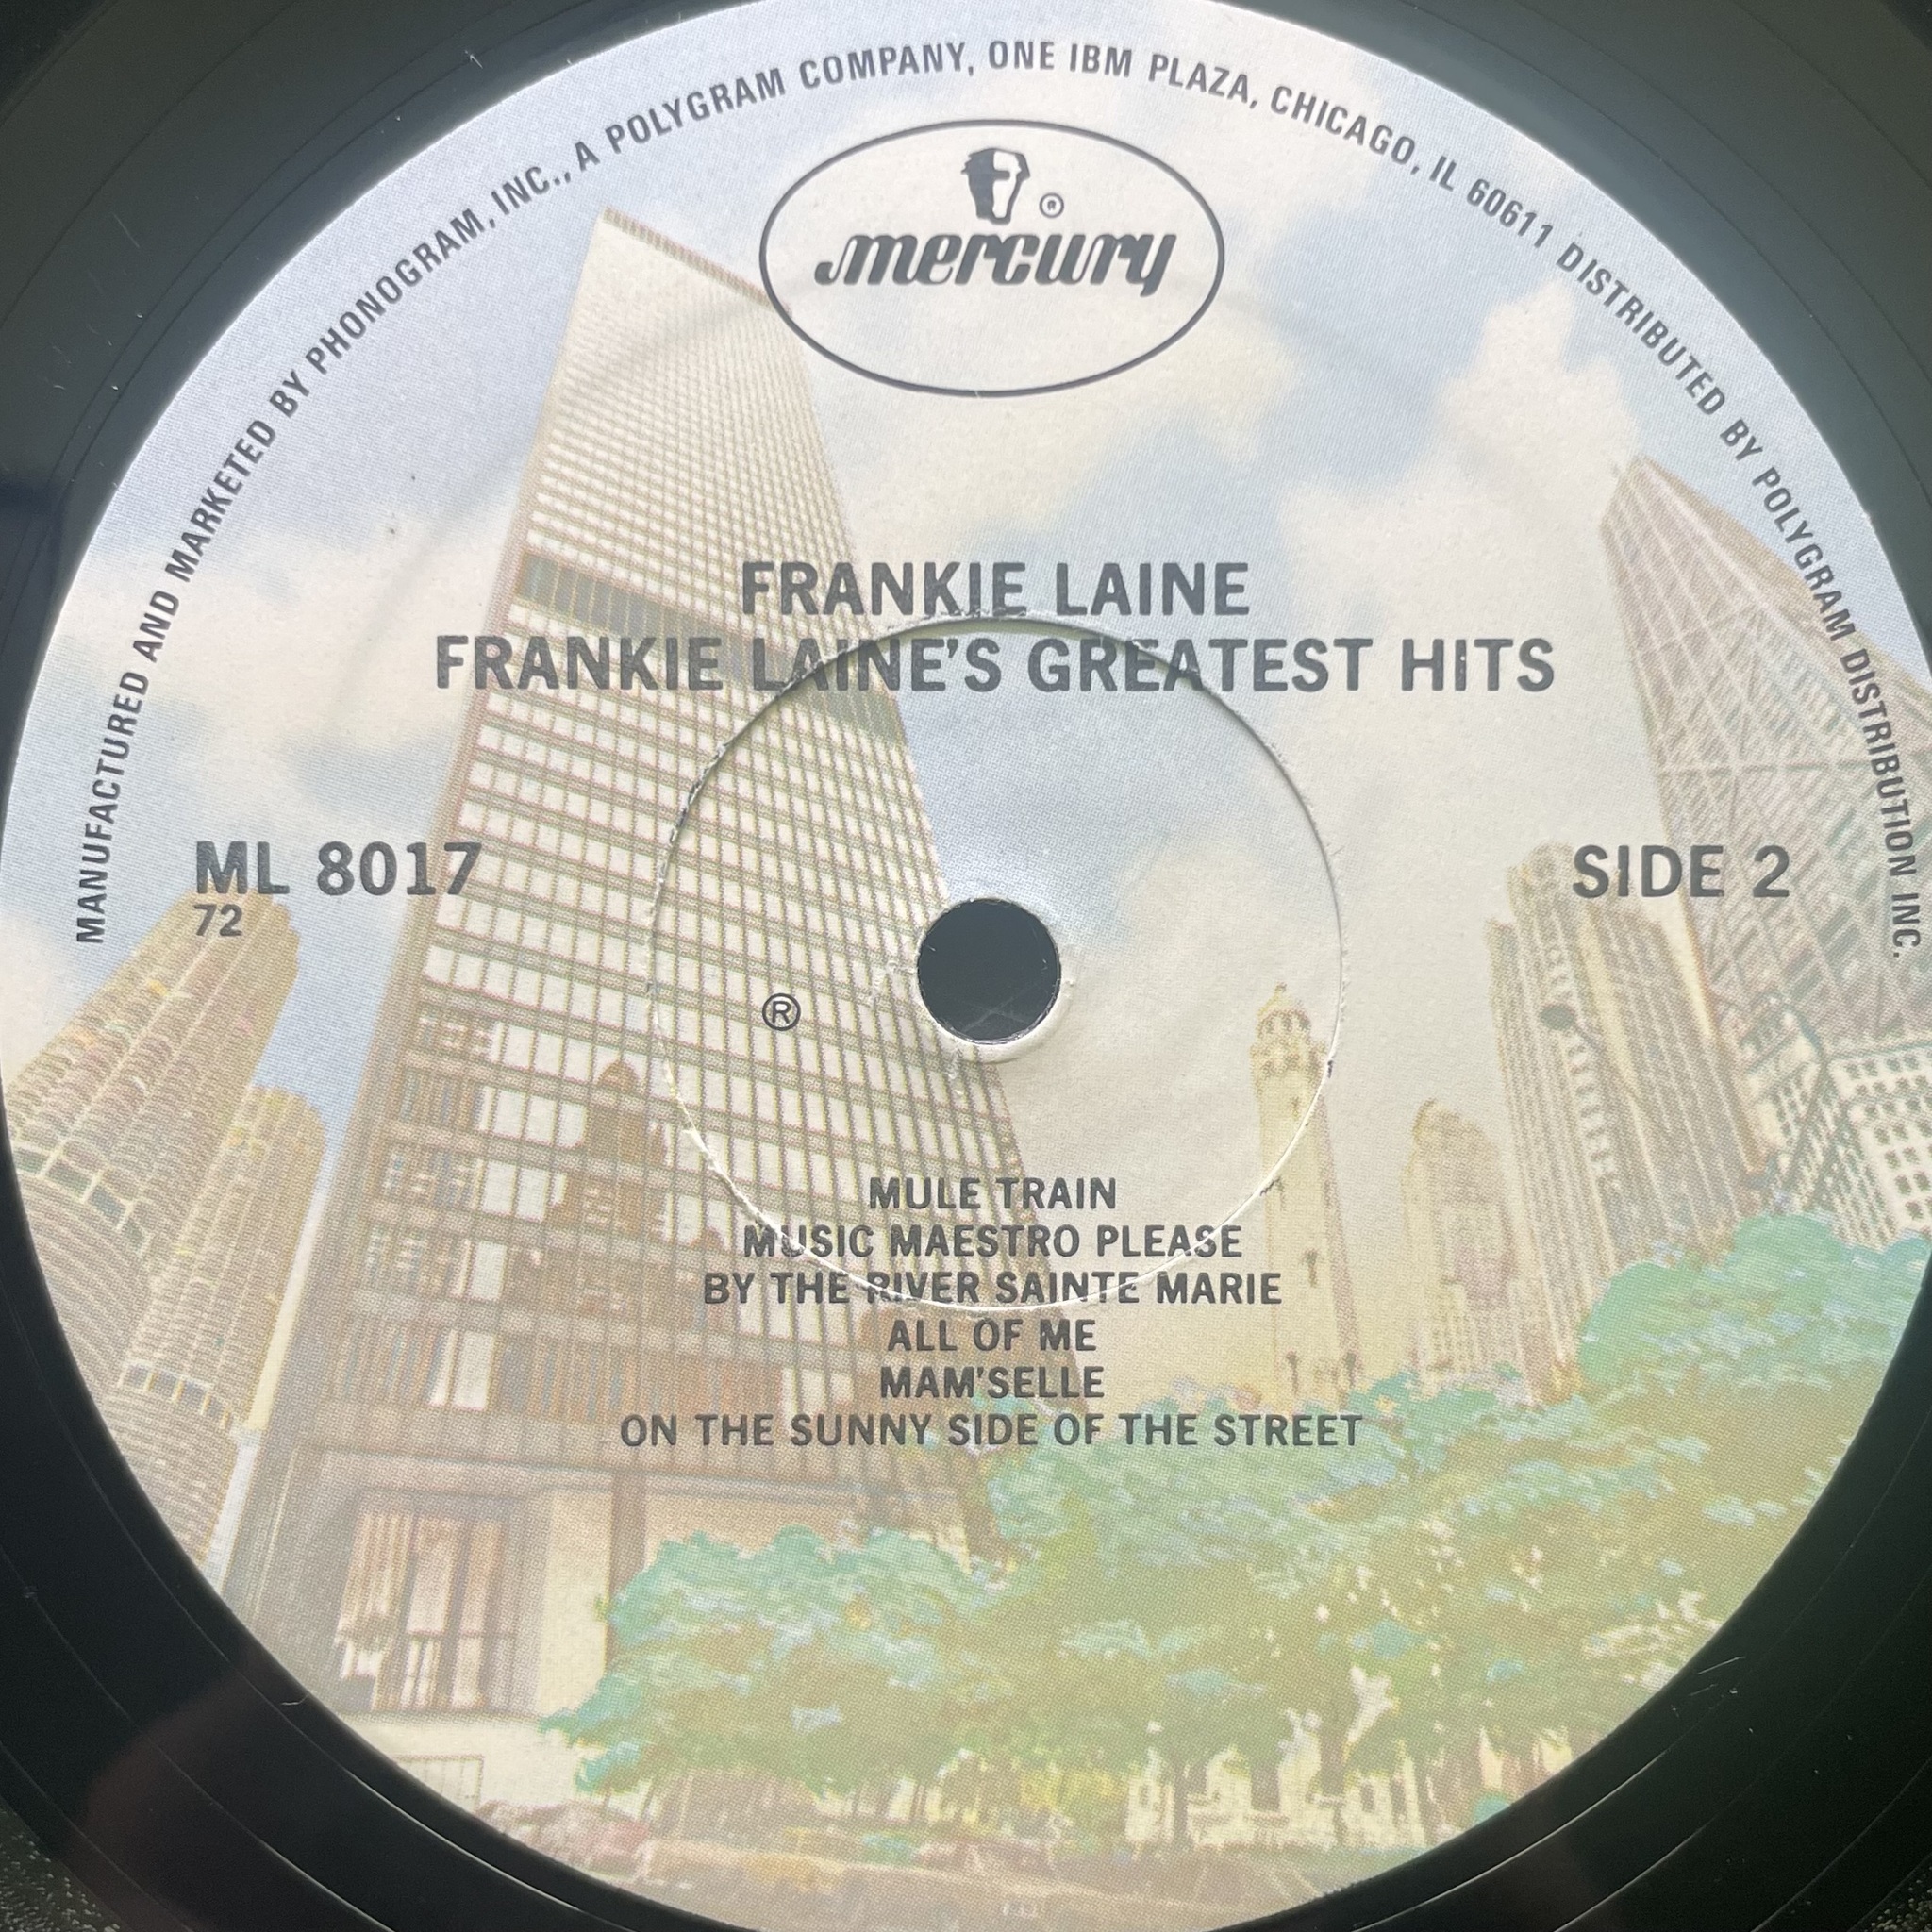 MANUFACTURED AND MARKETED BY PHONOGRAM, INC., A POLYGRAM COMPANY, ONE IBM PLAZA, CHICAGO, IL 60611 DISTRIBUTED BY POLYGRAM DISTRIBUTION INC.
®
mercury
FRANKIE LAINE
FRANKIE LAINE'S GREATEST HITS
ML 8017
72
SIDE 2
®
MULE TRAIN
MUSIC MAESTRO PLEASE
BY THE RIVER SAINTE MARIE
ALL OF ME
MAM'SELLE
ON THE SUNNY SIDE OF THE STREET